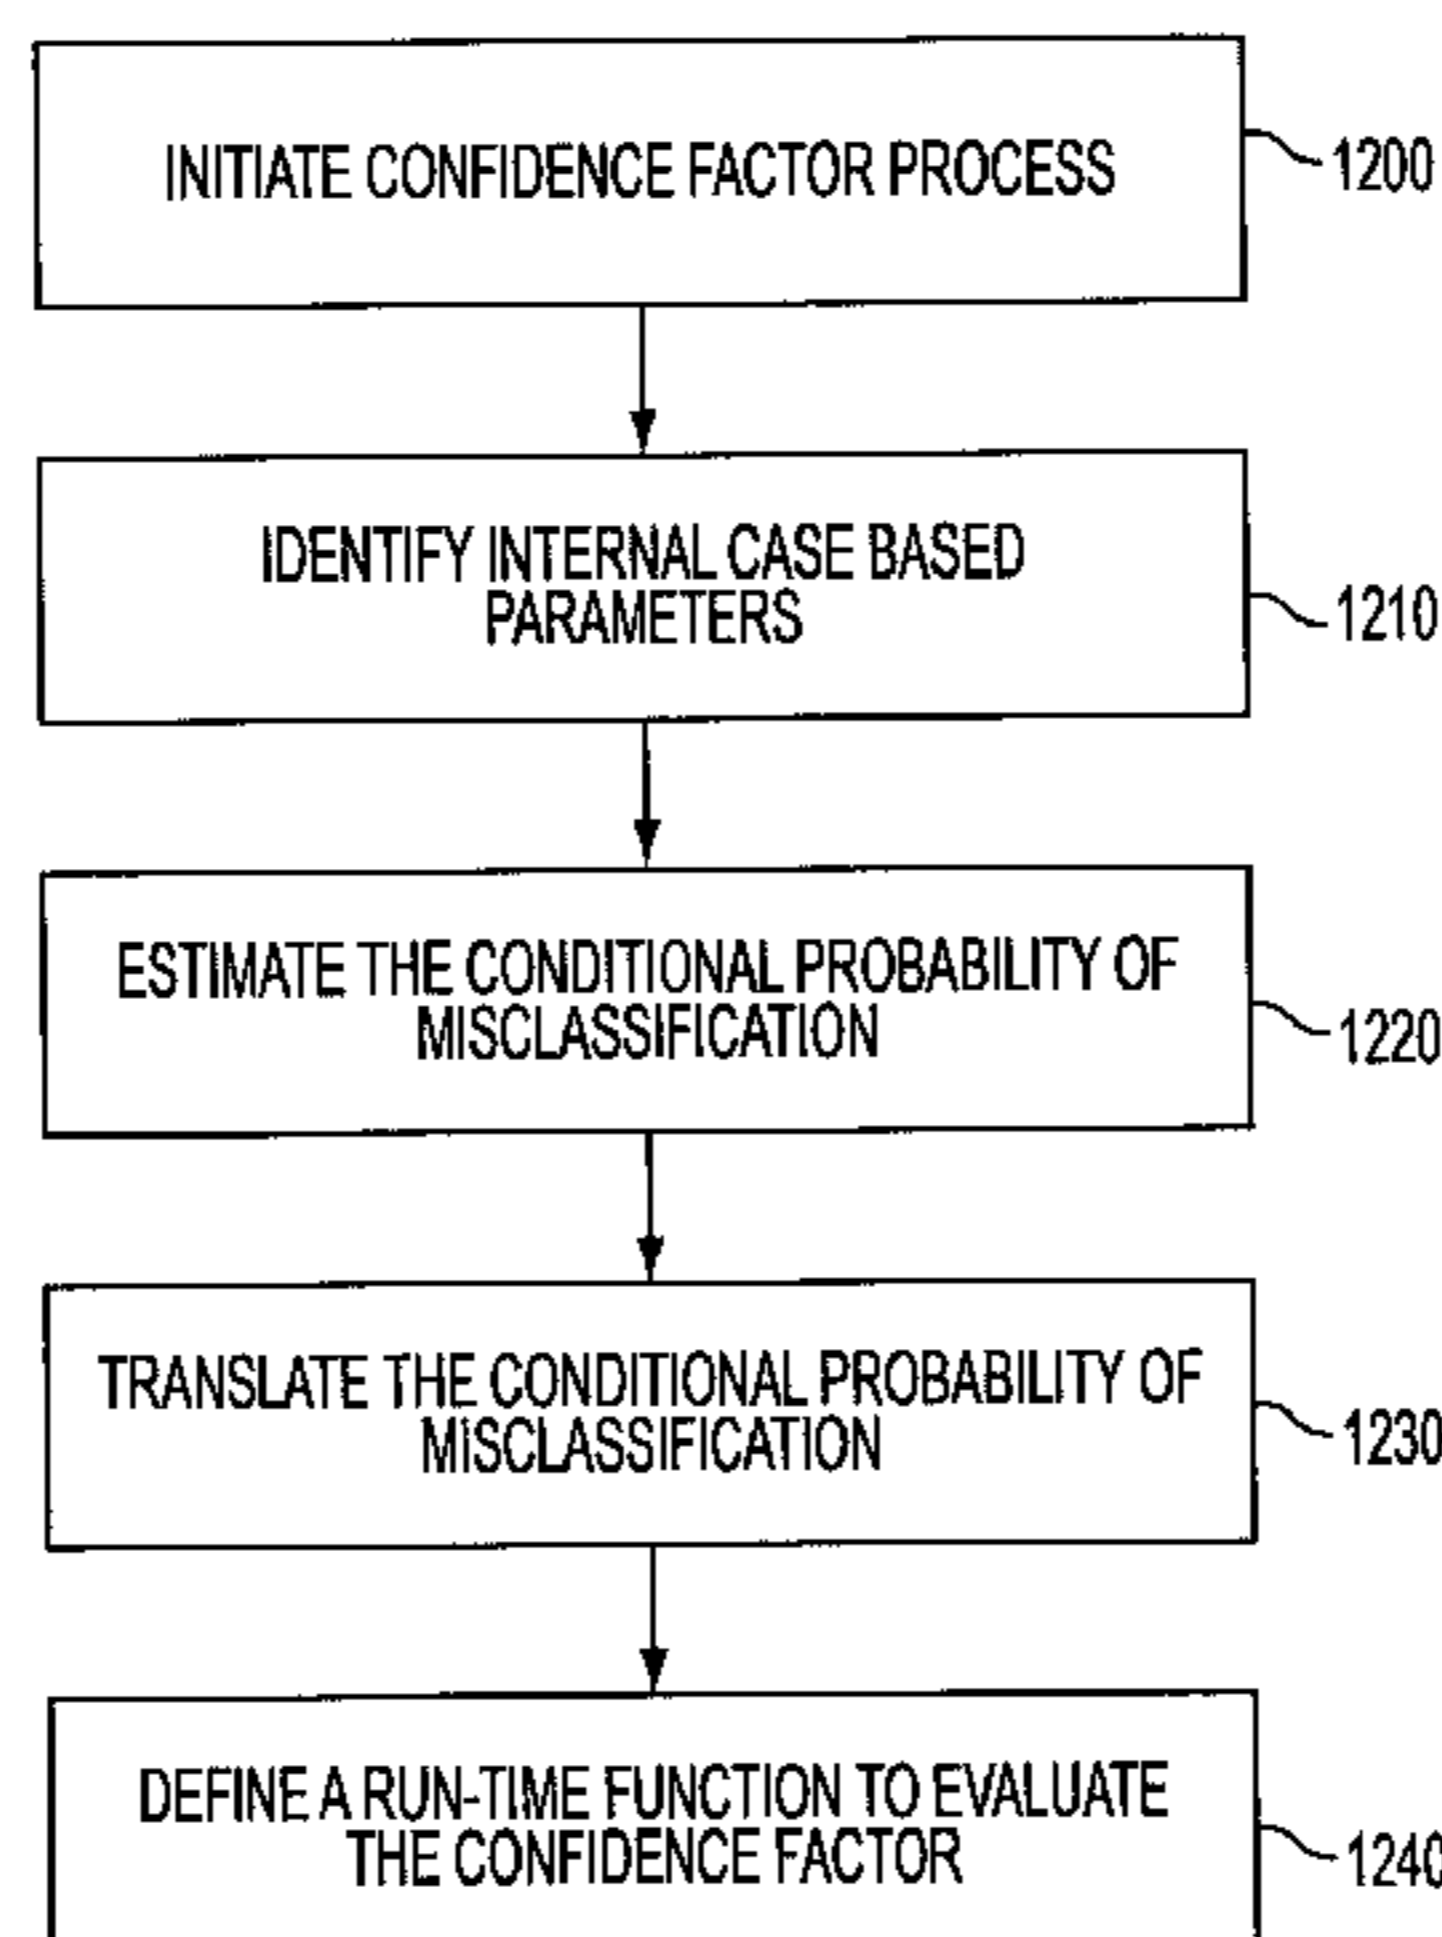 INITIATE CONFIDENCE FACTOR PROCESS
1200
IDENTIFY INTERNAL CASE BASED
PARAMETERS
1210
ESTIMATE THE CONDITIONAL PROBABILITY OF
MISCLASSIFICATION
1220
TRANSLATE THE CONDITIONAL PROBABILITY OF
MISCLASSIFICATION
1230
DEFINE A RUN-TIME FUNCTION TO EVALUATE
THE CONFIDENCE FACTOR
1240